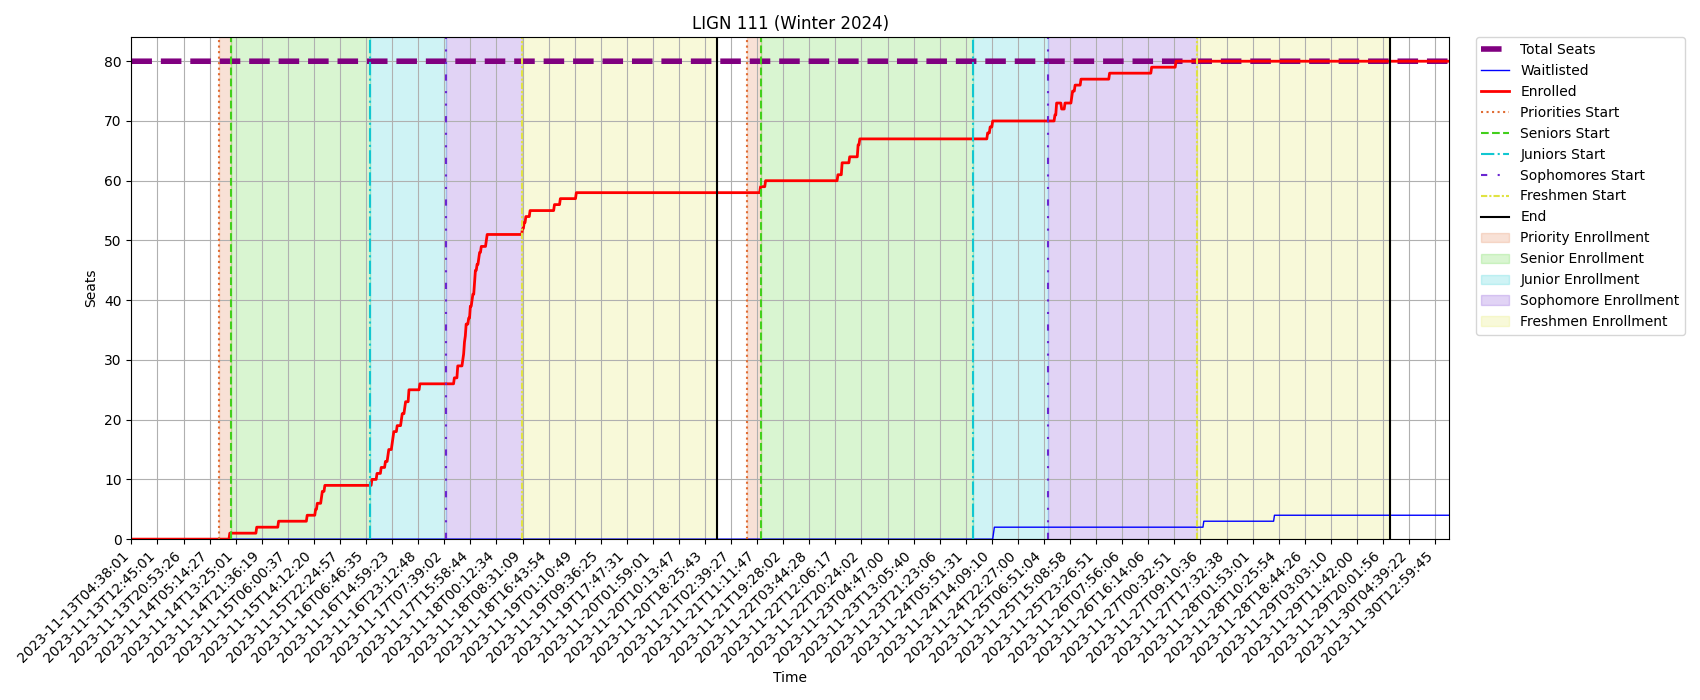 LIGN 111 (Winter 2024)
Seats
80
70
60
50
40
30
20
10
0
2023-11-13T04:38:01
2023-11-13T12:45:01
2023-11-13T20:53:26
2023-11-14T05:14:27
2023-11-14T13:25:01
2023-11-14T21:36:19
2023-11-15T06:00:37
2023-11-15T14:12:20
2023-11-15T22:24:57
2023-11-16T06:46:35
2023-11-16T14:59:23
2023-11-16T23:12:48
2023-11-17T07:39:02
2023-11-17T15:58:44
2023-11-18T00:12:34
2023-11-18T08:31:09
2023-11-18T16:43:54
2023-11-19T01:10:49
2023-11-19T09:36:25
2023-11-19T17:47:31
2023-11-20T01:59:01
2023-11-20T10:13:47
2023-11-20T18:25:43
2023-11-21T02:39:27
2023-11-21T11:11:47
2023-11-21T19:28:02
2023-11-22T03:44:28
2023-11-22T12:06:17
2023-11-22T20:24:02
2023-11-23T04:47:00
2023-11-23T13:05:40
2023-11-23T21:23:06
2023-11-24T05:51:31
2023-11-24T14:09:10
2023-11-24T22:27:00
2023-11-25T06:51:04
2023-11-25T15:08:58
2023-11-25T23:26:51
2023-11-26T07:56:06
2023-11-26T16:14:06
2023-11-27T00:32:51
2023-11-27T09:10:36
2023-11-27T17:32:38
2023-11-28T01:53:01
2023-11-28T10:25:54
2023-11-28T18:44:26
2023-11-29T03:03:10
2023-11-29T11:42:00
2023-11-29T20:01:56
2023-11-30T04:39:22
2023-11-30T12:59:45
Time
Total Seats
Waitlisted
Enrolled
Priorities Start
Seniors Start
Juniors Start
Sophomores Start
Freshmen Start
End
Priority Enrollment
Senior Enrollment
Junior Enrollment
Sophomore Enrollment
Freshmen Enrollment